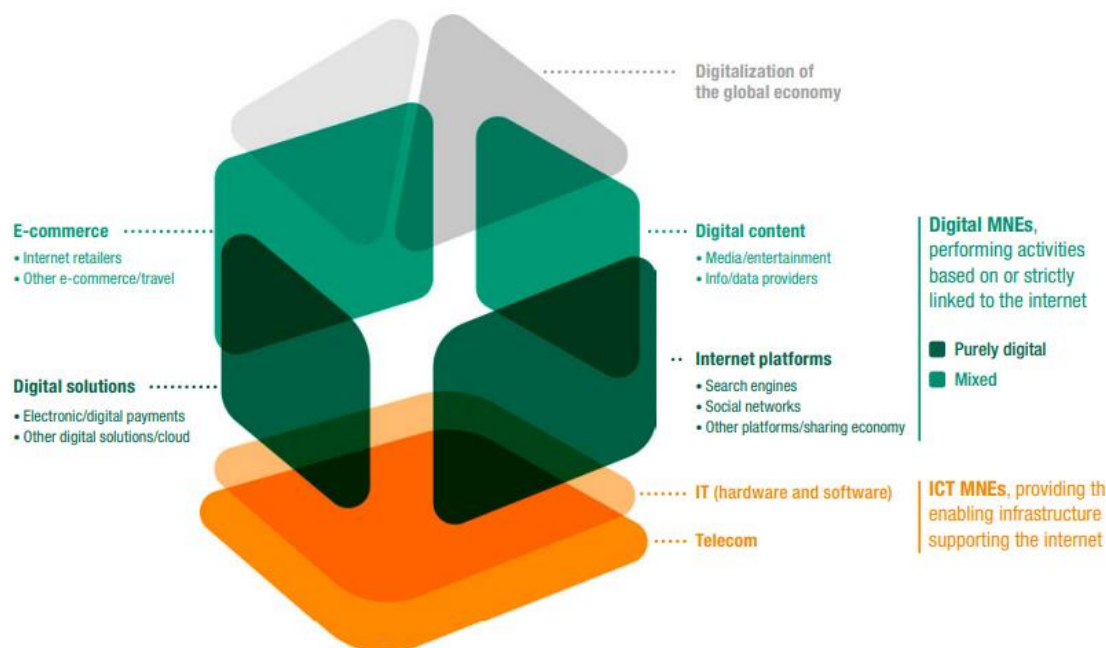 Digitalization of
the global economy
E-commerce
• Internet retailers
• Other e-commerce/travel
Digital content
• Media/entertainment
• Info/data providers
Digital MNEs,
performing activities
based on or strictly
linked to the internet
Purely digital
Mixed
Digital solutions
• Electronic/digital payments
• Other digital solutions/cloud
Internet platforms
• Search engines
• Social networks
• Other platforms/sharing economy
IT (hardware and software)
Telecom
ICT MNEs, providing th
enabling infrastructure
supporting the internet